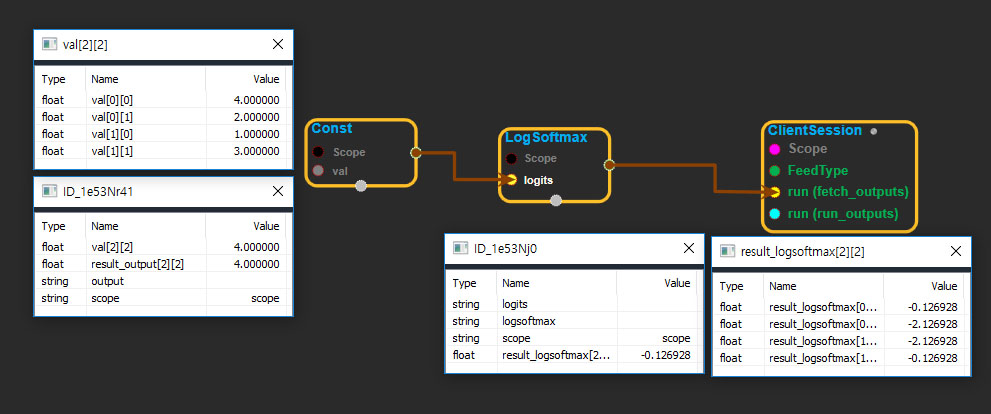 val[2][2]
Type Name Value
float val[0][0] 4.000000
float val[0][1] 2.000000
float val[1][0] 1.000000
float val[1][1] 3.000000
ID_1e53Nr41
Type Name Value
float val[2][2] 4.000000
float result_output[2][2] 4.000000
string output
string scope scope
Const
Scope
val
LogSoftmax
Scope
logits
ClientSession
Scope
FeedType
run (fetch_outputs)
run (run_outputs)
ID_1e53Nj0
Type Name Value
string logits
string logsoftmax
string scope scope
float result_logsoftmax[2... -0.126928
result_logsoftmax[2][2]
Type Name Value
float result_logsoftmax[0... -0.126928
float result_logsoftmax[0... -2.126928
float result_logsoftmax[1... -2.126928
float result_logsoftmax[1... -0.126928